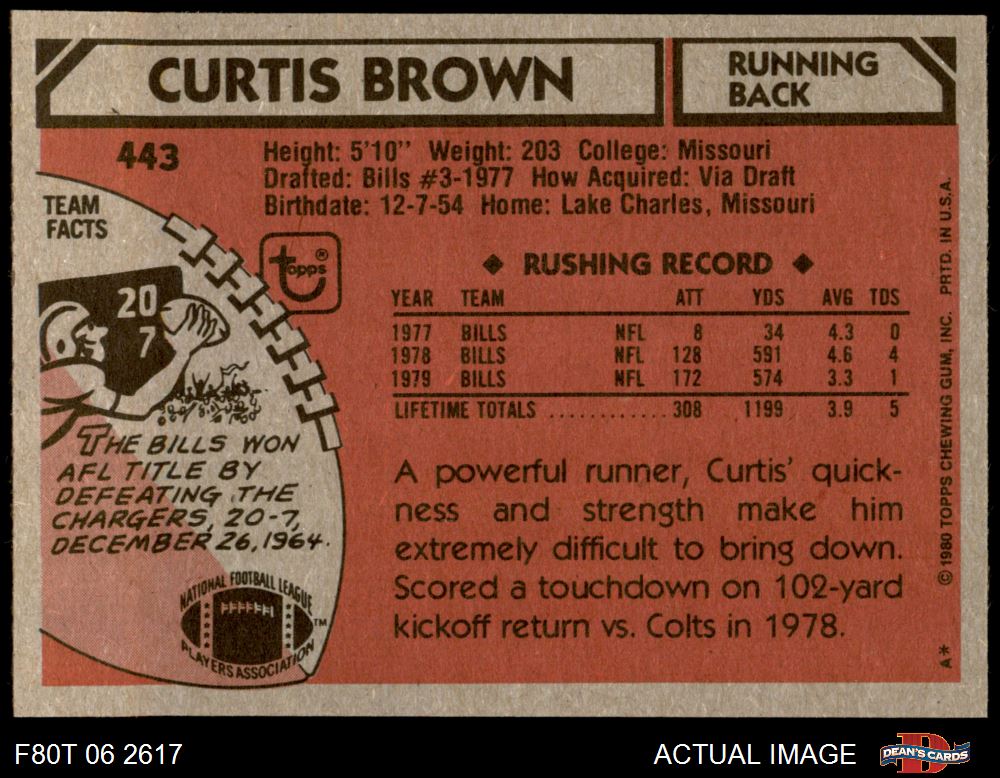 CURTIS BROWN
RUNNING
BACK
443
Height: 5'10" Weight: 203 College: Missouri
Drafted: Bills #3-1977 How Acquired: Via Draft
Birthdate: 12-7-54 Home: Lake Charles, Missouri
TEAM
FACTS
topps®
20
7
THE BILLS WON
AFL TITLE BY
DEFEATING THE
CHARGERS, 20-7,
DECEMBER 26, 1964.
NATIONAL FOOTBALL LEAGUE
PLAYERS ASSOCIATION
TM
◆ RUSHING RECORD ◆
YEAR TEAM ATT YDS AVG TDS
1977 BILLS NFL 8 34 4.3 0
1978 BILLS NFL 128 591 4.6 4
1979 BILLS NFL 172 574 3.3 1
LIFETIME TOTALS ............ 308 1199 3.9 5
A powerful runner, Curtis' quick-
ness and strength make him
extremely difficult to bring down.
Scored a touchdown on 102-yard
kickoff return vs. Colts in 1978.
© 1980 TOPPS CHEWING GUM, INC. PRTD. IN U.S.A.
A*
F80T 06 2617
ACTUAL IMAGE
DEAN'S CARDS